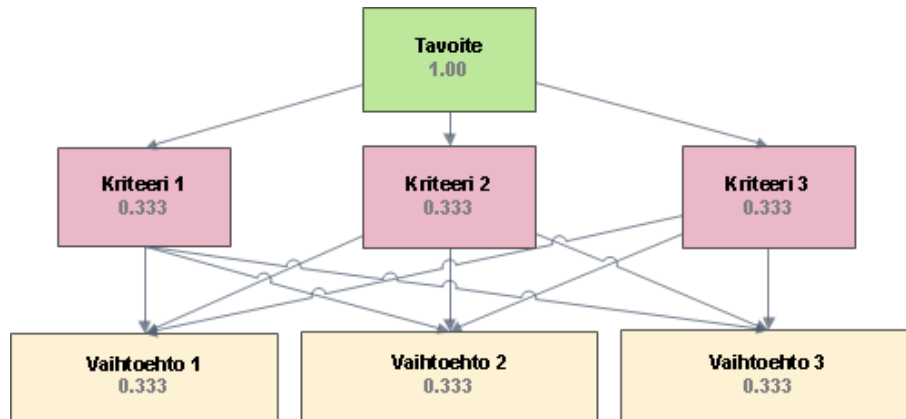 Tavoite
1.00
Kriteeri 1
0.333
Kriteeri 2
0.333
Kriteeri 3
0.333
Vaihtoehto 1
0.333
Vaihtoehto 2
0.333
Vaihtoehto 3
0.333